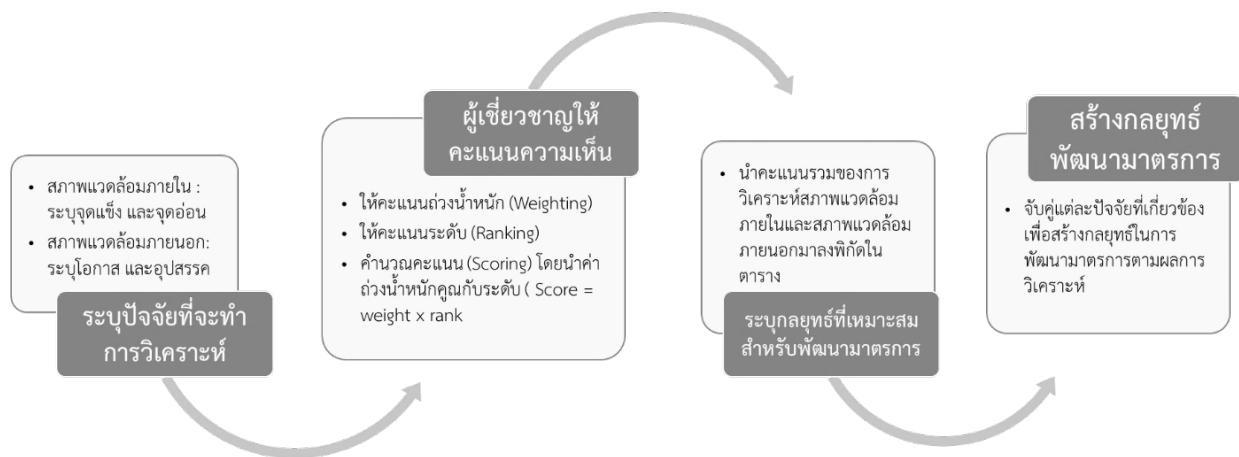 • สภาพแวดล้อมภายใน :
ระบุจุดแข็ง และจุดอ่อน
• สภาพแวดล้อมภายนอก:
ระบุโอกาส และอุปสรรค
ระบุปัจจัยที่จะทำ
การวิเคราะห์
ผู้เชี่ยวชาญให้
คะแนนความเห็น
• ให้คะแนนถ่วงน้ำหนัก (Weighting)
• ให้คะแนนระดับ (Ranking)
• คำนวณคะแนน (Scoring) โดยนำค่า
ถ่วงน้ำหนักคูณกับระดับ ( Score =
weight x rank
• นำคะแนนรวมของการ
วิเคราะห์สภาพแวดล้อม
ภายในและสภาพแวดล้อม
ภายนอกมาลงพิกัดใน
ตาราง
ระบุกลยุทธ์ที่เหมาะสม
สำหรับพัฒนามาตรการ
สร้างกลยุทธ์
พัฒนามาตรการ
• จับคู่แต่ละปัจจัยที่เกี่ยวข้อง
เพื่อสร้างกลยุทธ์ในการ
พัฒนามาตรการตามผลการ
วิเคราะห์